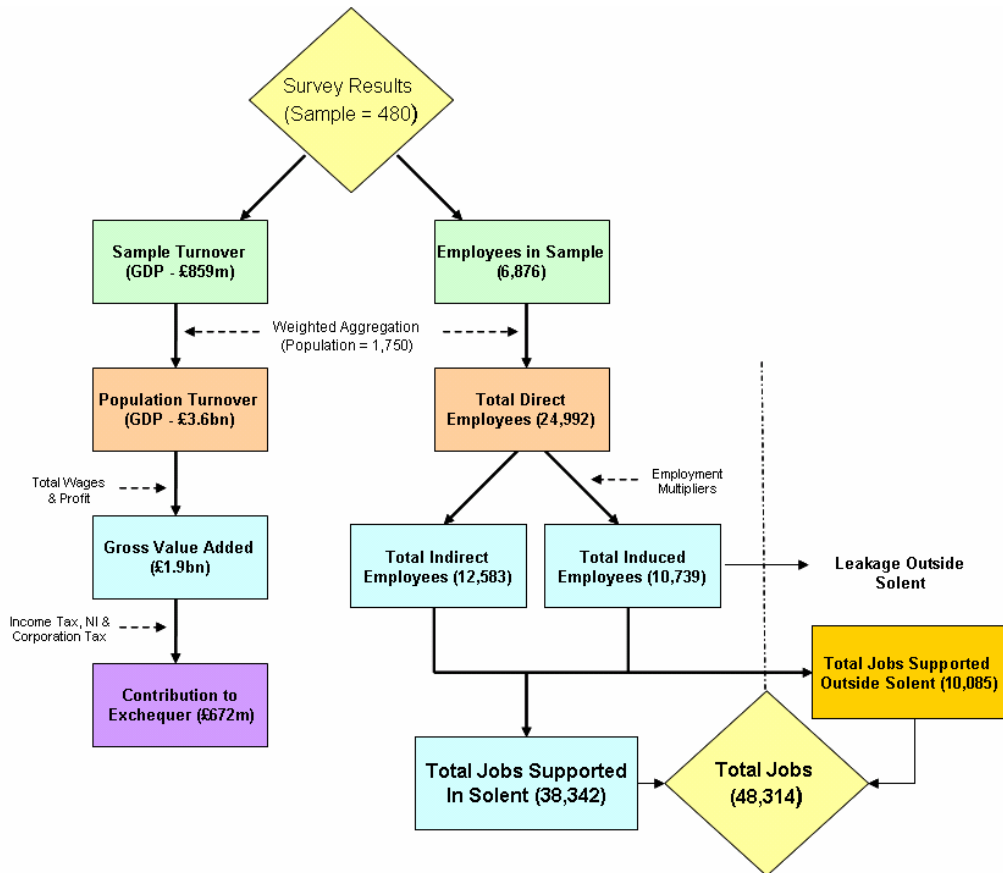 Survey Results
(Sample = 480)
Sample Turnover
(GDP - £859m)
Employees in Sample
(6,876)
Weighted Aggregation
(Population = 1,750)
Population Turnover
(GDP - £3.6bn)
Total Direct
Employees (24,992)
Total Wages
& Profit
Employment
Multipliers
Gross Value Added
(£1.9bn)
Total Indirect
Employees (12,583)
Total Induced
Employees (10,739)
Leakage Outside
Solent
Income Tax, NI &
Corporation Tax
Contribution to
Exchequer (£672m)
Total Jobs Supported
Outside Solent (10,085)
Total Jobs Supported
In Solent (38,342)
Total Jobs
(48,314)